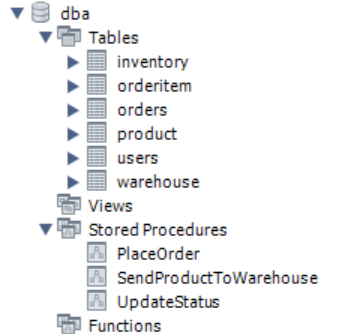 dba
Tables
inventory
orderitem
orders
product
users
warehouse
Views
Stored Procedures
PlaceOrder
SendProductToWarehouse
UpdateStatus
Functions